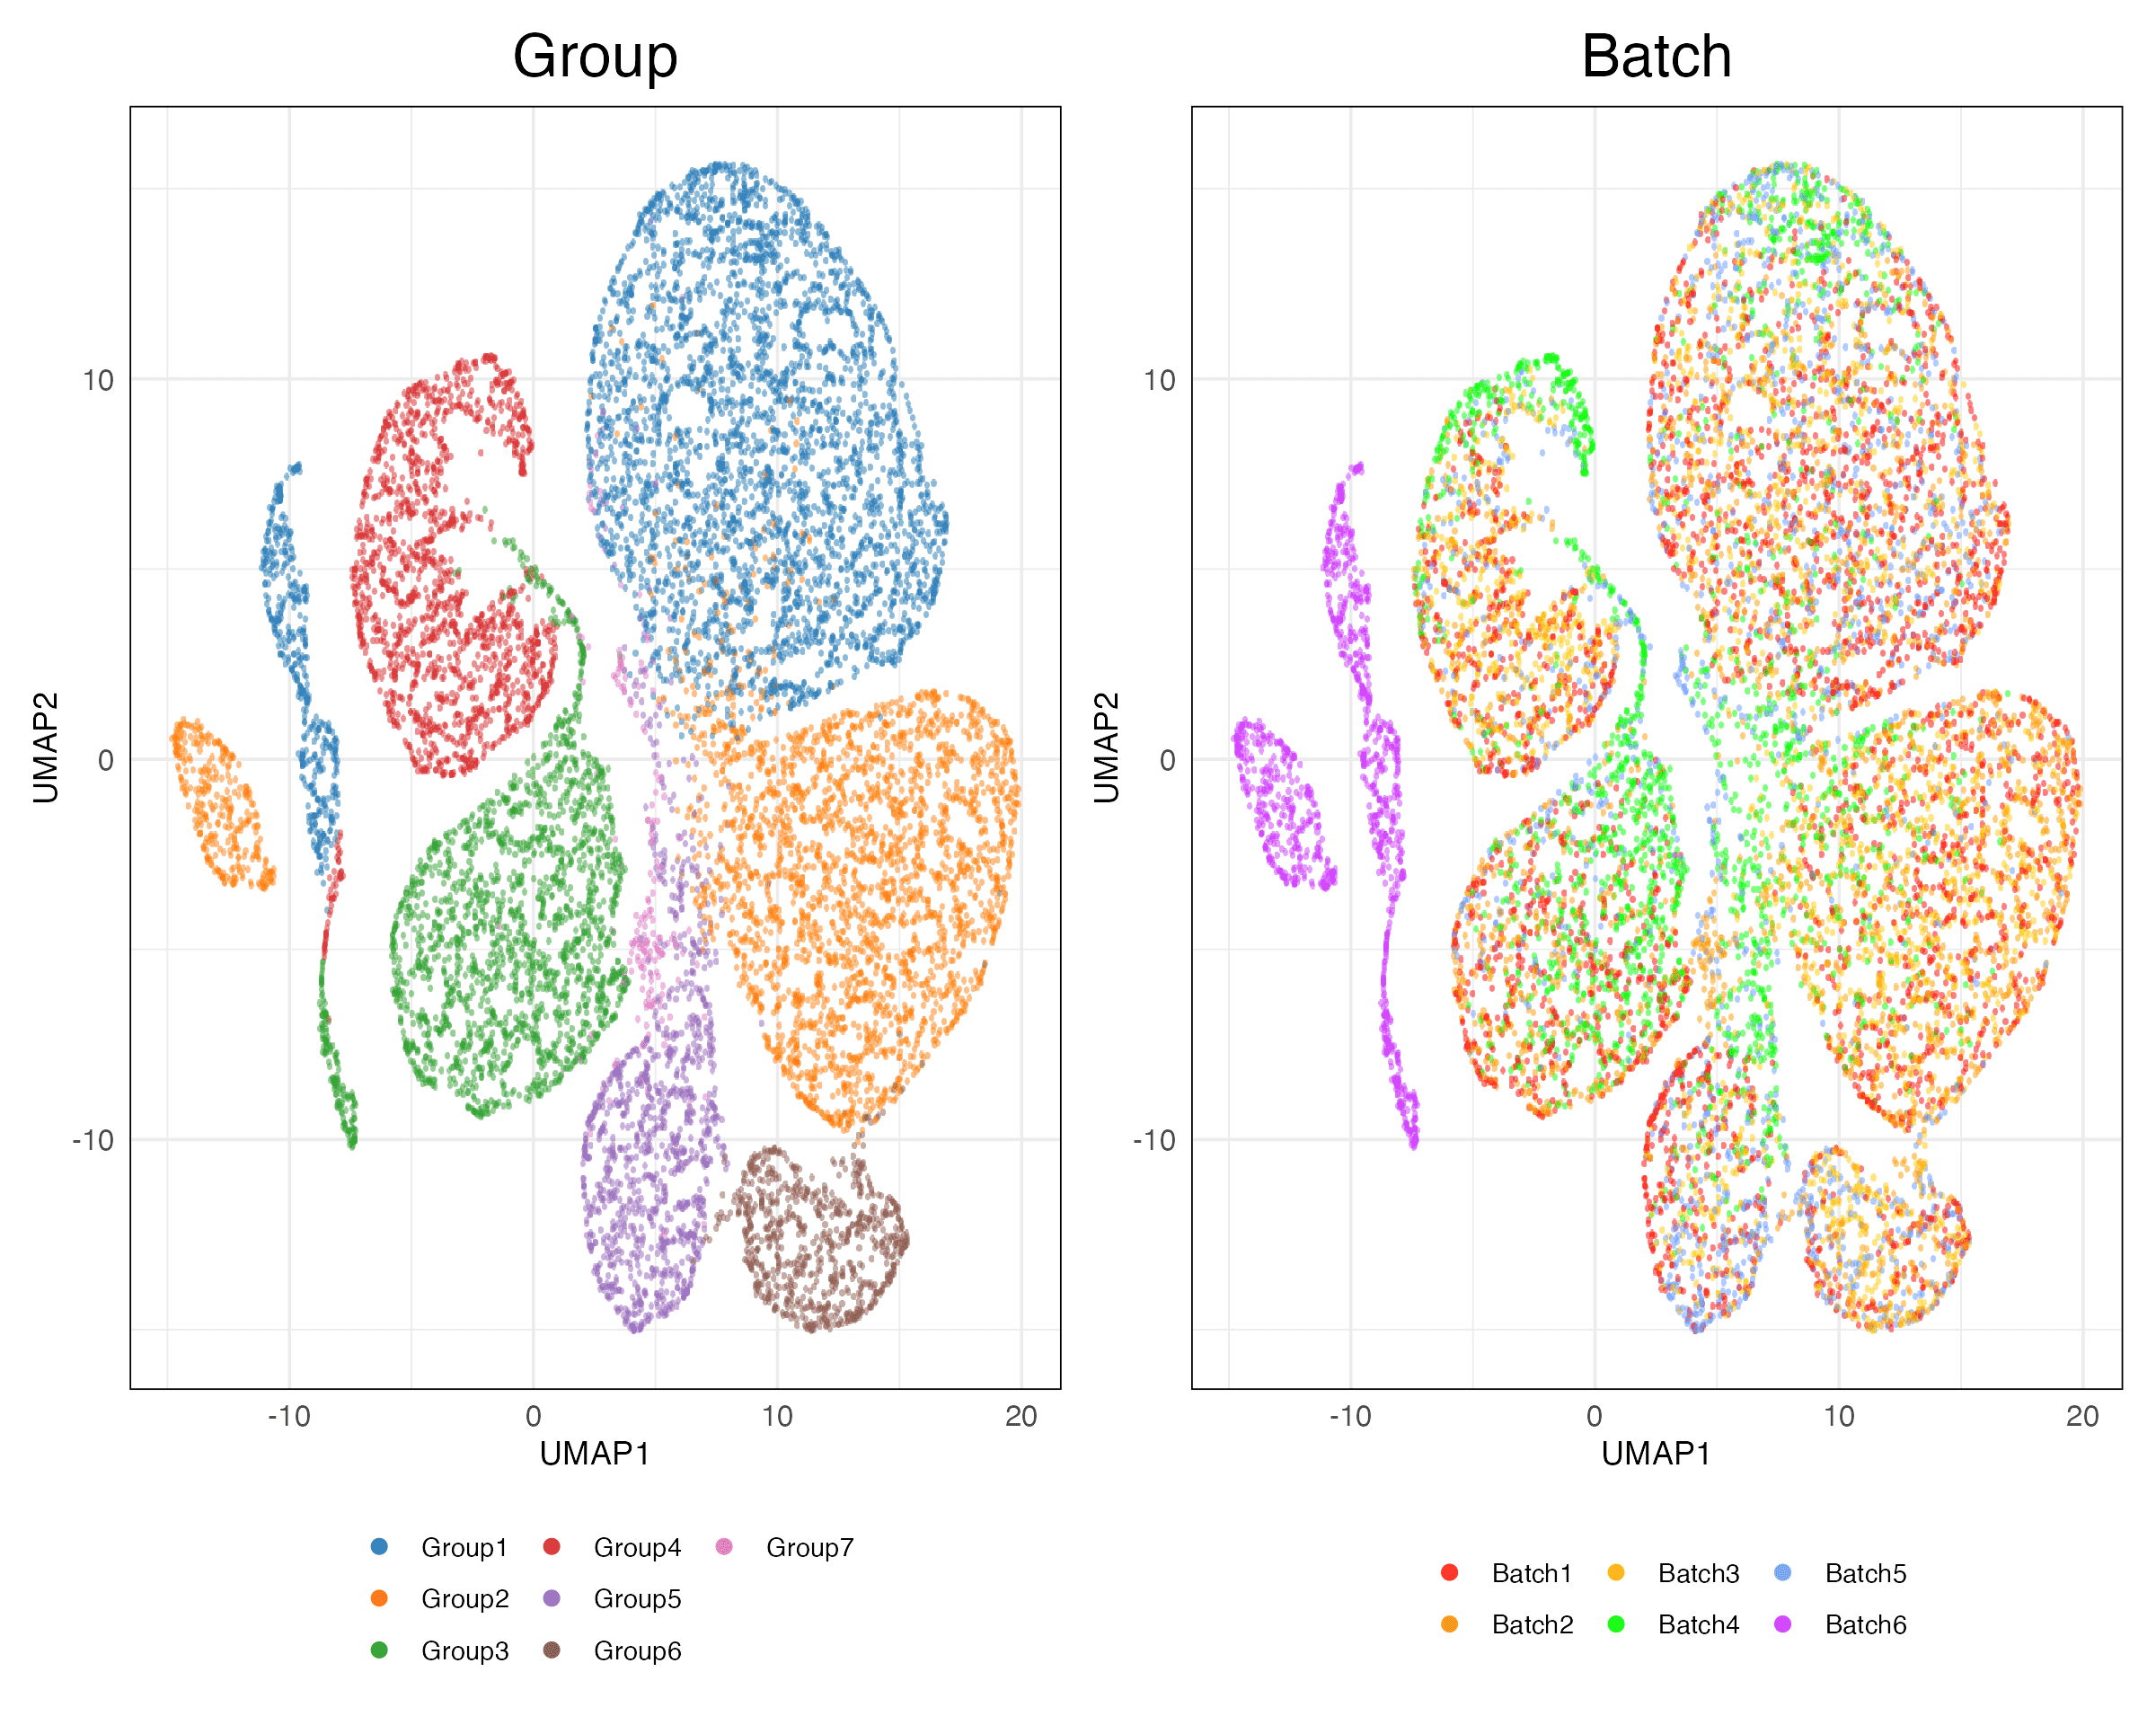 Group
Batch
UMAP2
10
0
-10
-10 0 10 20
UMAP1
UMAP2
10
0
-10
-10 0 10 20
UMAP1
Group1 Group4 Group7
Group2 Group5
Group3 Group6
Batch1 Batch3 Batch5
Batch2 Batch4 Batch6